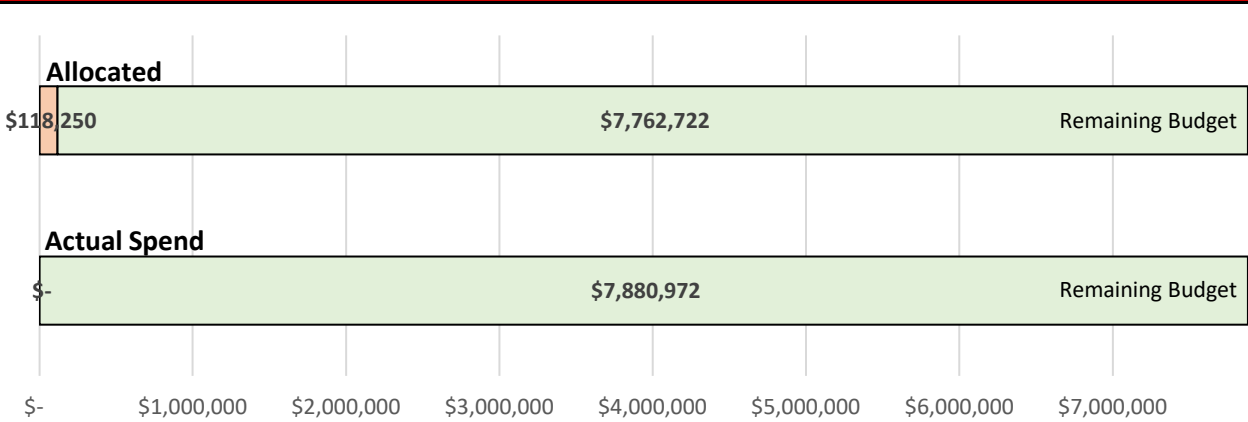 Allocated
$118,250 $7,762,722 Remaining Budget
Actual Spend
$- $7,880,972 Remaining Budget
$- $1,000,000 $2,000,000 $3,000,000 $4,000,000 $5,000,000 $6,000,000 $7,000,000